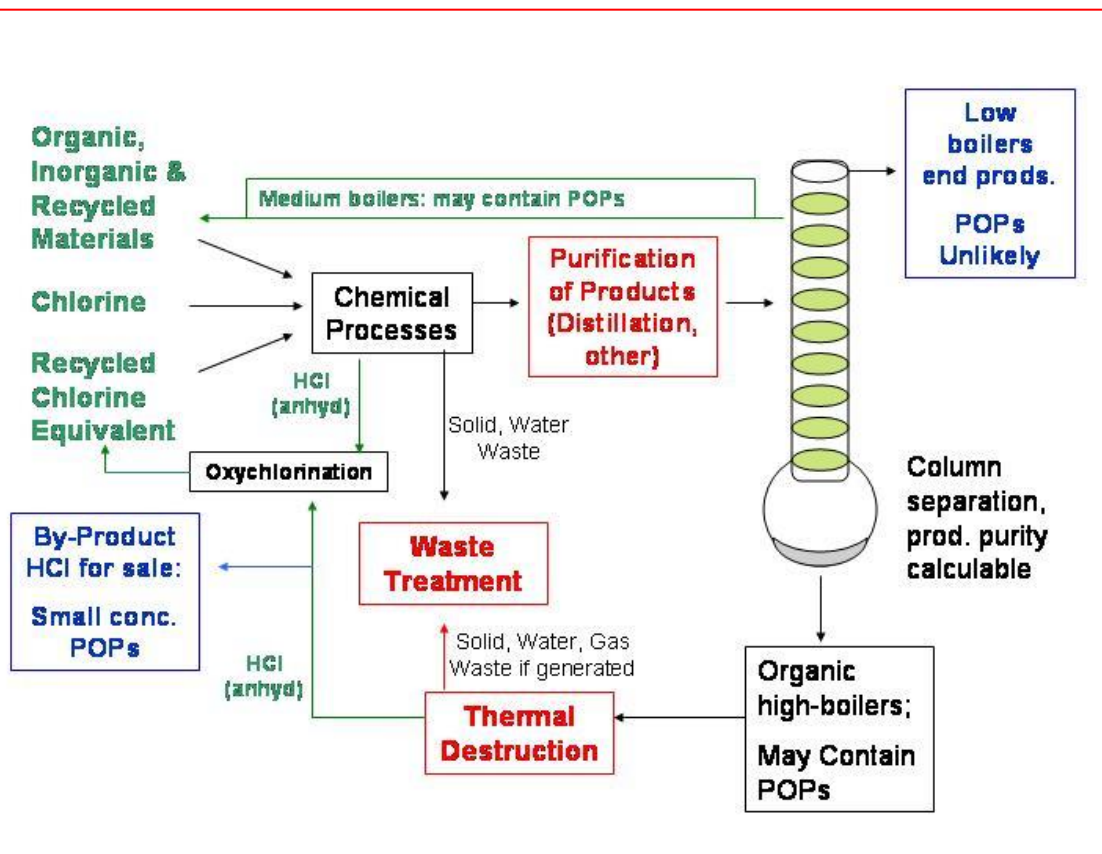 Organic,
Inorganic &
Recycled
Materials
Chlorine
Recycled
Chlorine
Equivalent
Medium boilers: may contain POPs
Chemical
Processes
Purification
of Products
(Distillation,
other)
Low
boilers
end prods.
POPs
Unlikely
HCl
(anhyd)
Solid, Water
Waste
Oxychlorination
Column
separation,
prod. purity
calculable
By-Product
HCl for sale:
Small conc.
POPs
Waste
Treatment
Solid, Water, Gas
Waste if generated
HCl
(anhyd)
Thermal
Destruction
Organic
high-boilers;
May Contain
POPs